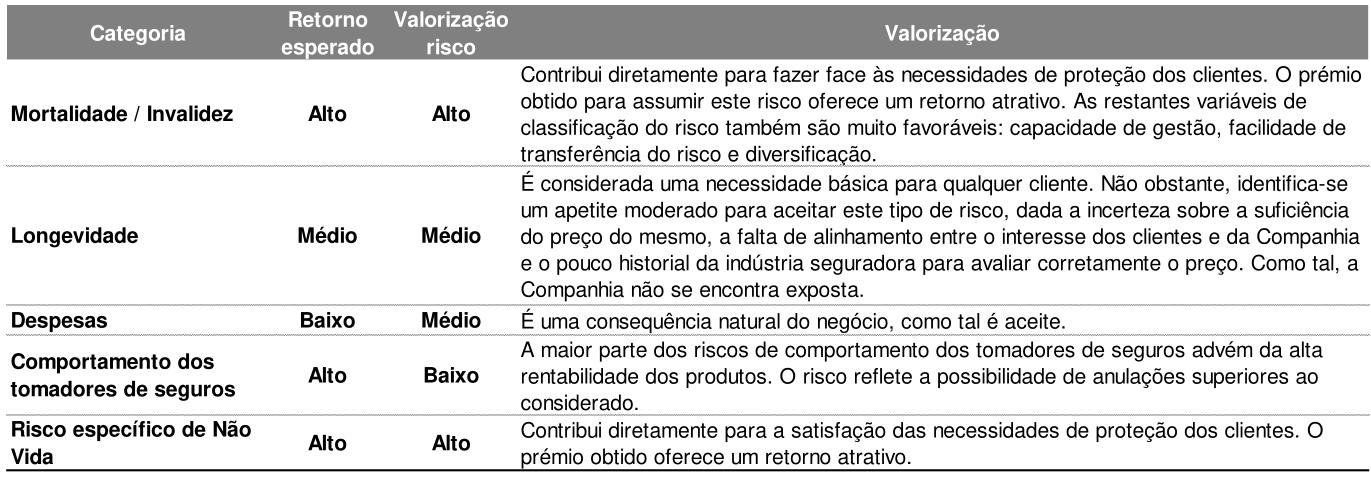 Categoria
Retorno
esperado
Valorização
risco
Valorização
Mortalidade / Invalidez
Alto
Alto
Contribui diretamente para fazer face às necessidades de proteção dos clientes. O prémio
obtido para assumir este risco oferece um retorno atrativo. As restantes variáveis de
classificação do risco também são muito favoráveis: capacidade de gestão, facilidade de
transferência do risco e diversificação.
Longevidade
Médio
Médio
É considerada uma necessidade básica para qualquer cliente. Não obstante, identifica-se
um apetite moderado para aceitar este tipo de risco, dada a incerteza sobre a suficiência
do preço do mesmo, a falta de alinhamento entre o interesse dos clientes e da Companhia
e o pouco historial da indústria seguradora para avaliar corretamente o preço. Como tal, a
Companhia não se encontra exposta.
Despesas
Baixo
Médio
É uma consequência natural do negócio, como tal é aceite.
Comportamento dos
tomadores de seguros
Alto
Baixo
A maior parte dos riscos de comportamento dos tomadores de seguros advém da alta
rentabilidade dos produtos. O risco reflete a possibilidade de anulações superiores ao
considerado.
Risco específico de Não
Vida
Alto
Alto
Contribui diretamente para a satisfação das necessidades de proteção dos clientes. O
prémio obtido oferece um retorno atrativo.